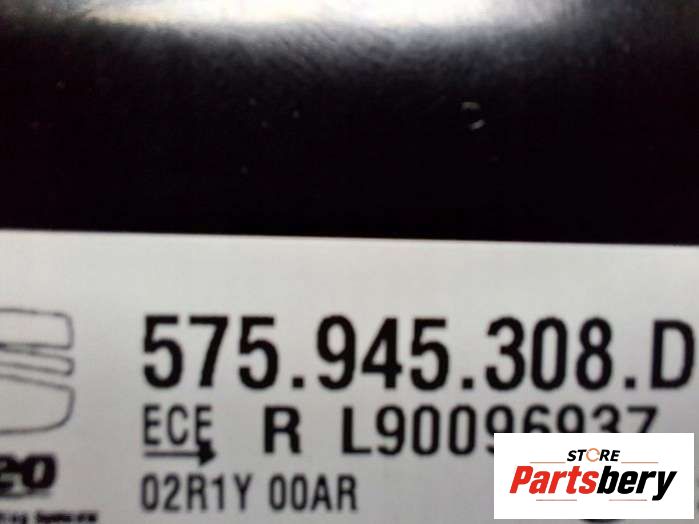 575.945.308.D
ECE R L90096937
02R1Y 00AR
STORE
Partsbery